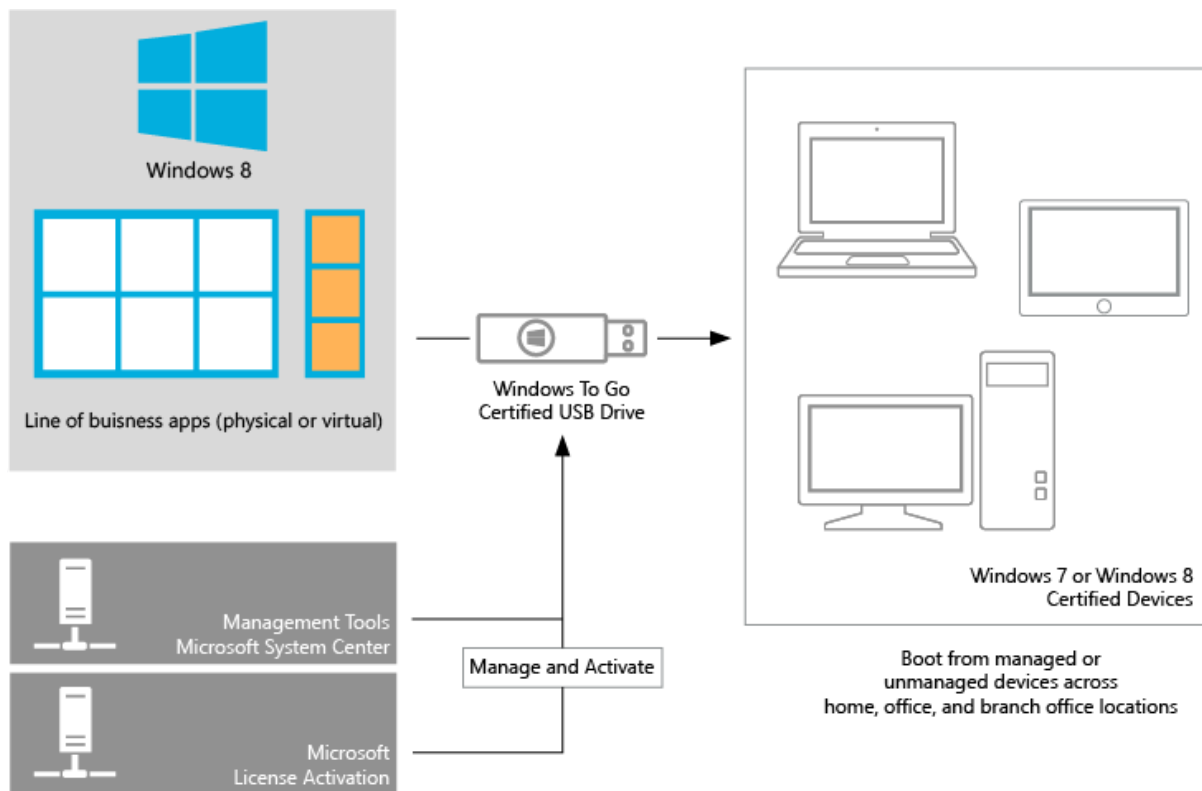 Windows 8
Line of buisness apps (physical or virtual)
Windows To Go
Certified USB Drive
Windows 7 or Windows 8
Certified Devices
Boot from managed or
unmanaged devices across
home, office, and branch office locations
Management Tools
Microsoft System Center
Manage and Activate
Microsoft
License Activation